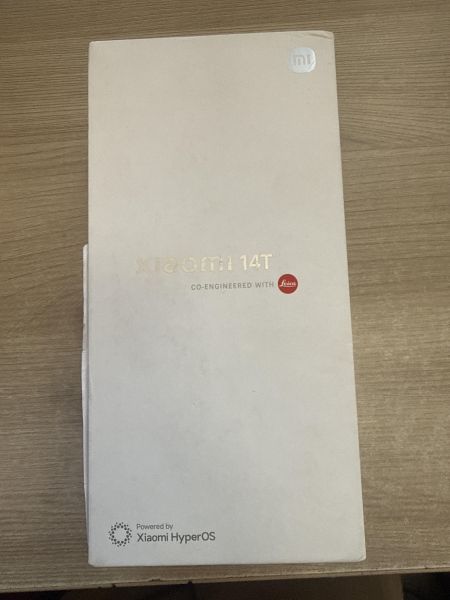 mi
xiaomi 14T
CO-ENGINEERED WITH Leica
Powered by
Xiaomi HyperOS